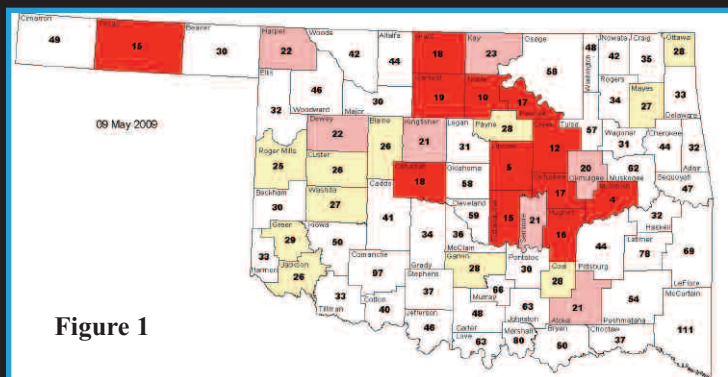 Cimarron
49
15
Beaver
30
Harper
22
Woods
42
Alfalfa
44
18
Kay
23
Osage
58
Washington
48
Nowata
42
Craig
35
Ottawa
28
Ellis
32
46
Woodward
Major
30
19
Noble
10
17
Rogers
34
Mayes
27
33
Delaware
09 May 2009
Dewey
22
Blaine
26
Kingfisher
21
Logan
31
Payne
28
Creek
12
Tulsa
57
Wagoner
31
Cherokee
44
32
Adair
Roger Mills
25
Custer
26
Canadian
18
Oklahoma
58
Lincoln
5
Okfuskee
17
20
Okmulgee
62
Muskogee
4
Sequoyah
47
Beckham
30
Washita
27
Caddo
41
Cleveland
59
15
Seminole
21
Hughes
16
32
Haskell
Greer
29
Kiowa
50
34
Grady
36
McClain
Pontotoc
30
44
Pittsburg
Latimer
78
69
LeFlore
33
Harmon
Jackson
26
Comanche
97
Stephens
37
Garvin
28
Coal
28
Figure 1
33
Tillman
Cotton
40
66
Murray
63
Johnston
Atoka
21
54
Pushmataha
McCurtain
111
Jefferson
46
48
Carter
Love
63
Marshall
80
Bryan
50
Choctaw
37